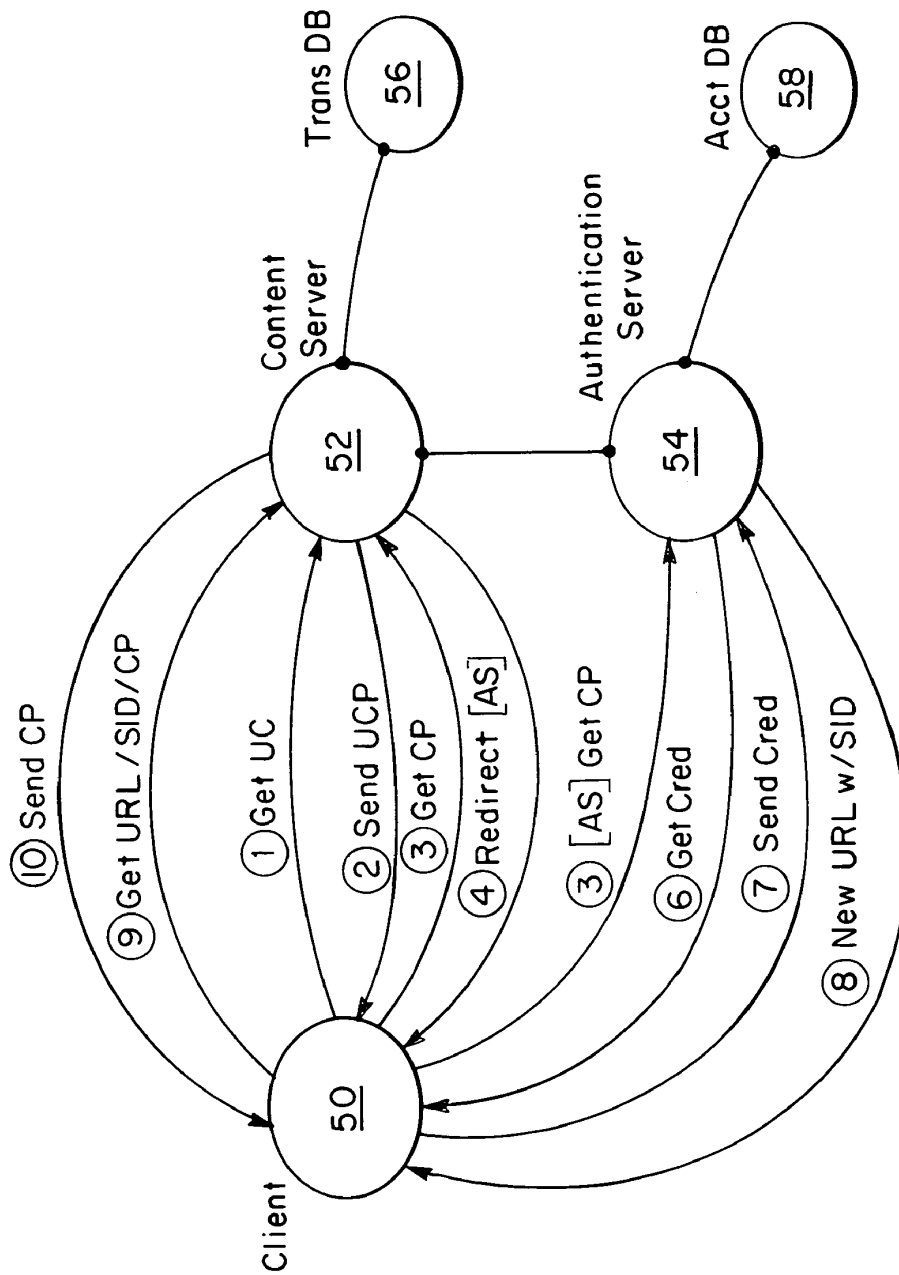 Client
50
Content
Server
52
Trans DB
56
Authentication
Server
54
Acct DB
58
⑩ Send CP
⑨ Get URL/SID/CP
① Get UC
② Send UCP
③ Get CP
④ Redirect [AS]
③ [AS] Get CP
⑥ Get Cred
⑦ Send Cred
⑧ New URL w/SID